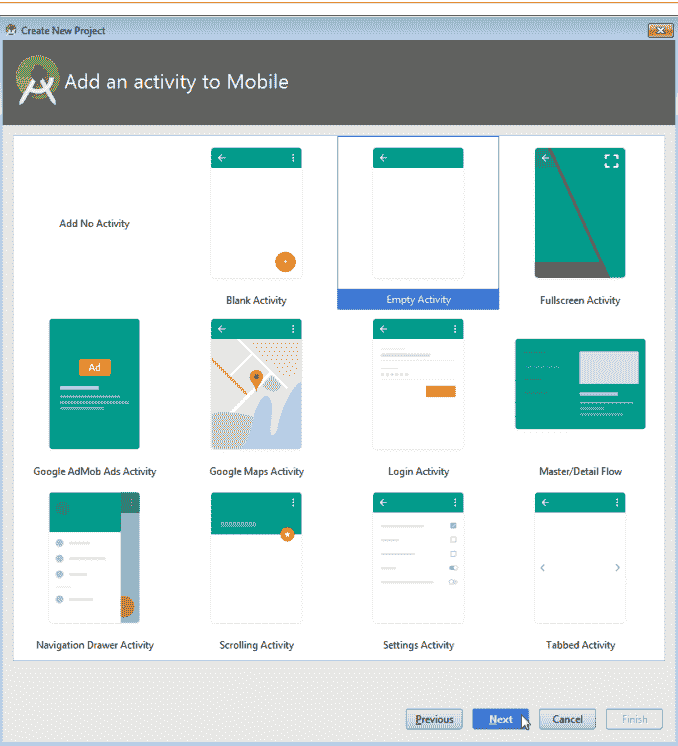 Create New Project
Add an activity to Mobile
Add No Activity
Blank Activity
Empty Activity
Fullscreen Activity
Ad
Google AdMob Ads Activity
Google Maps Activity
Login Activity
Master/Detail Flow
Navigation Drawer Activity
Scrolling Activity
Settings Activity
Tabbed Activity
Previous
Next
Cancel
Finish